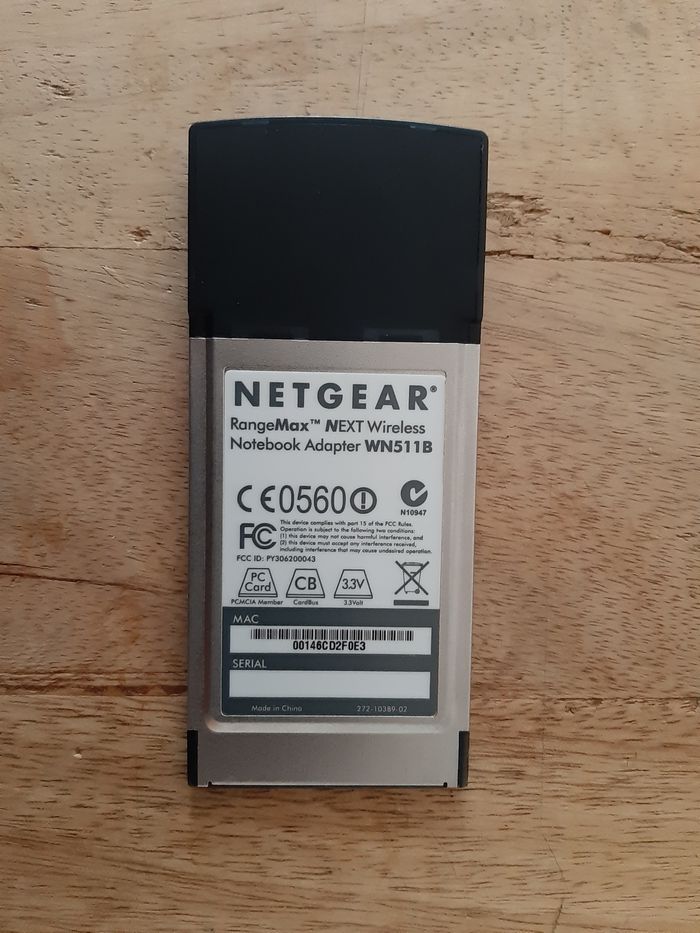 NETGEAR®
RangeMax™ NEXT Wireless
Notebook Adapter WN511B
CE0560
N10947
FC
This device complies with part 15 of the FCC Rules.
Operation is subject to the following two conditions:
(1) this device may not cause harmful interference, and
(2) this device must accept any interference received,
including interference that may cause undesired operation.
FCC ID: PY306200043
PC Card
CB
3.3V
PCMCIA Member
CardBus
3.3Volt
MAC
00146CD2F0E3
SERIAL
Made in China
272-10389-02